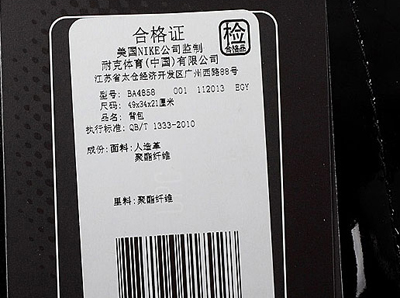 合格证
检
合格品
美国NIKE公司监制
耐克体育(中国)有限公司
江苏省太仓经济开发区广州西路88号
型号: BA4858 001 112013 EGY
尺寸: 49x34x21厘米
品名: 背包
执行标准: QB/T 1333-2010
成份: 面料: 人造革
聚酯纤维
里料: 聚酯纤维